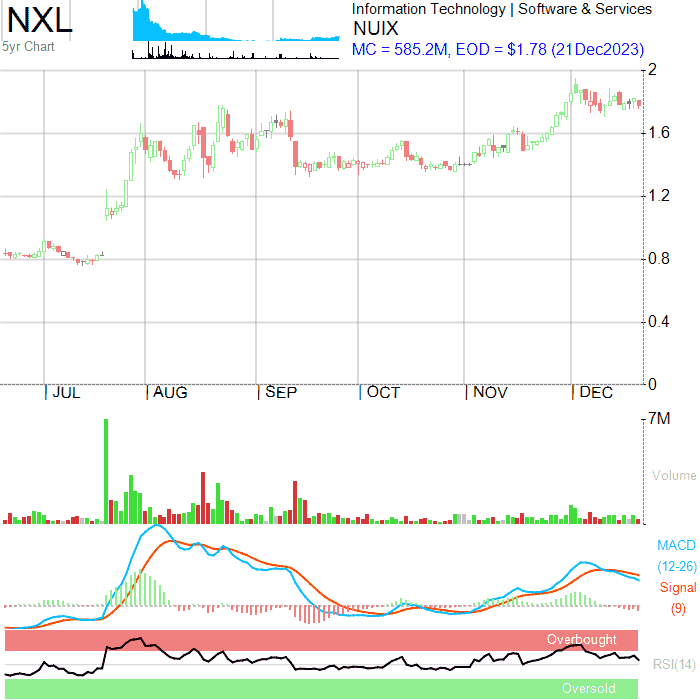 NXL
5yr Chart
Information Technology | Software & Services
NUIX
MC = 585.2M, EOD = $1.78 (21Dec2023)
2
1.6
1.2
0.8
0.4
0
JUL
AUG
SEP
OCT
NOV
DEC
7M
Volume
MACD
(12-26)
Signal
(9)
Overbought
RSI(14)
Oversold